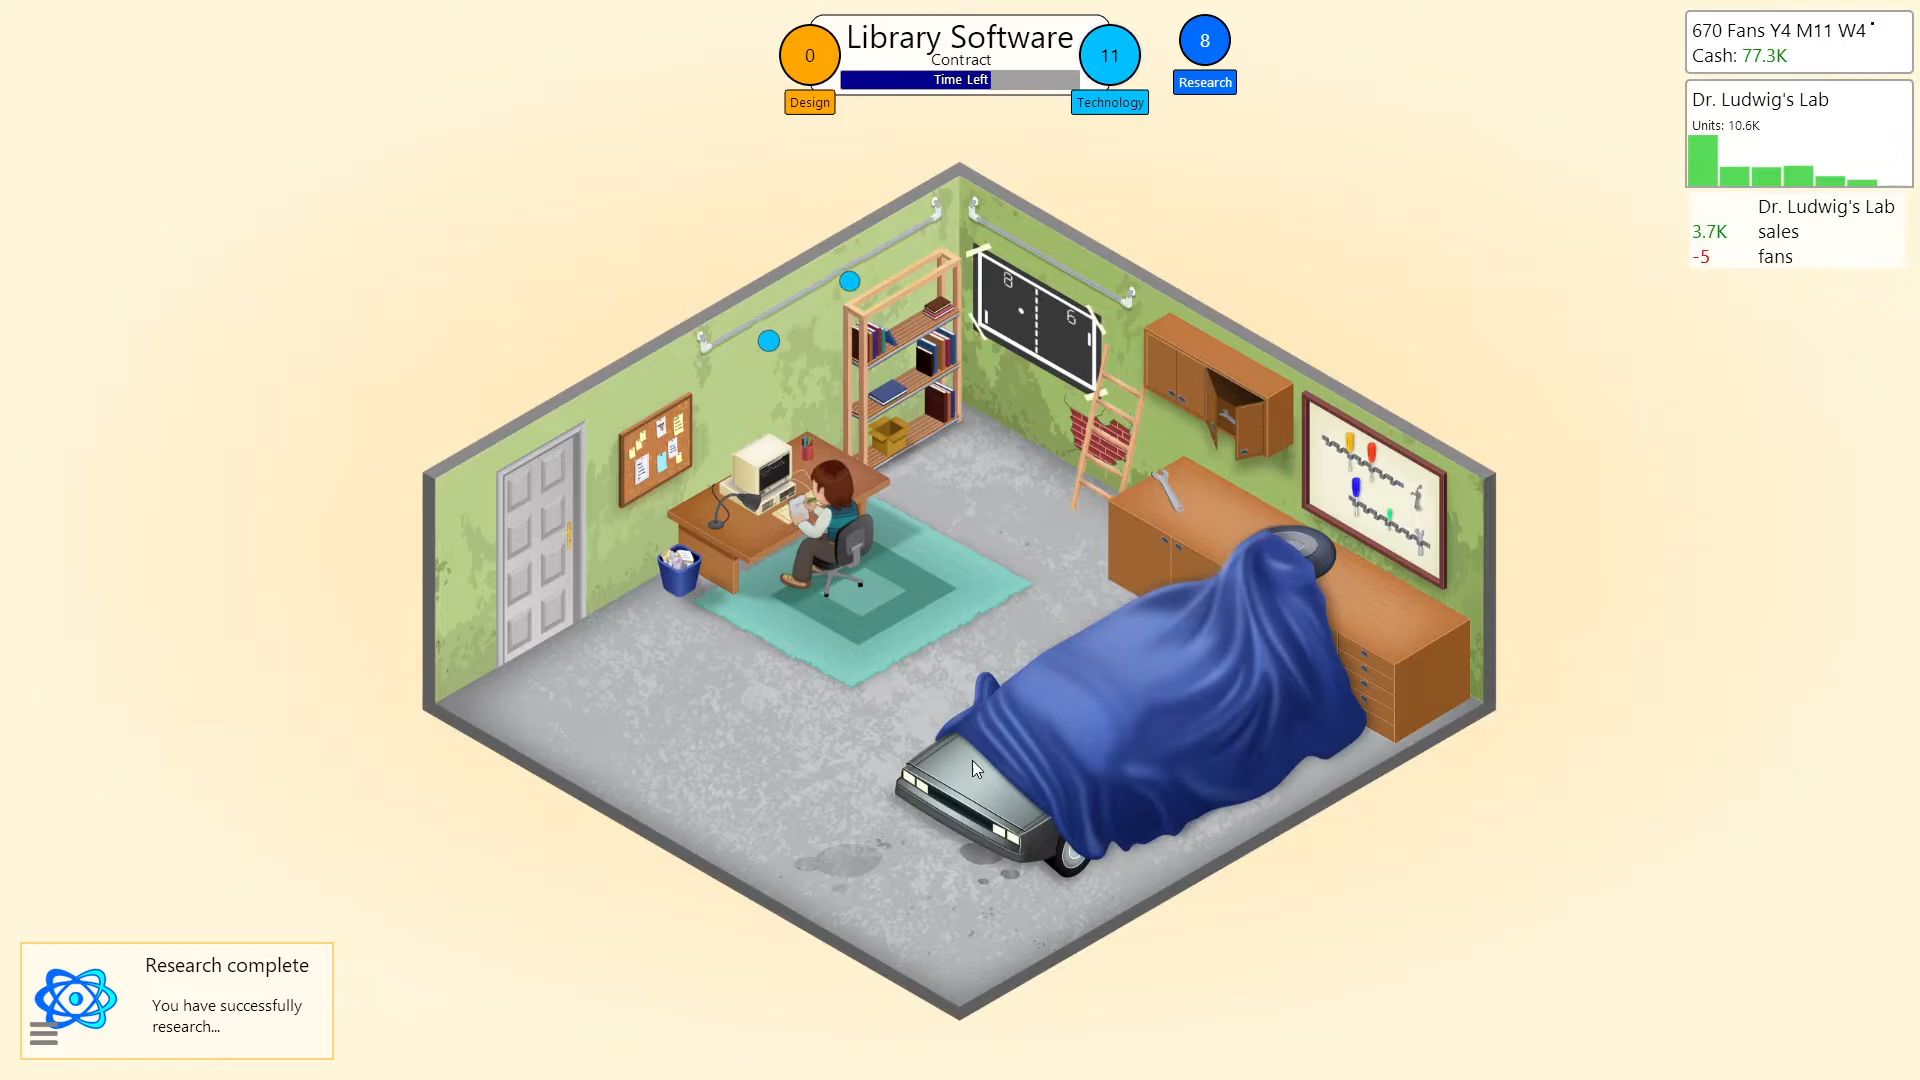 0
Design
Library Software
Contract
Time Left
11
Technology
8
Research
670 Fans Y4 M11 W4
Cash: 77.3K
Dr. Ludwig's Lab
Units: 10.6K
Dr. Ludwig's Lab
3.7K sales
-5 fans
Research complete
You have successfully
research...